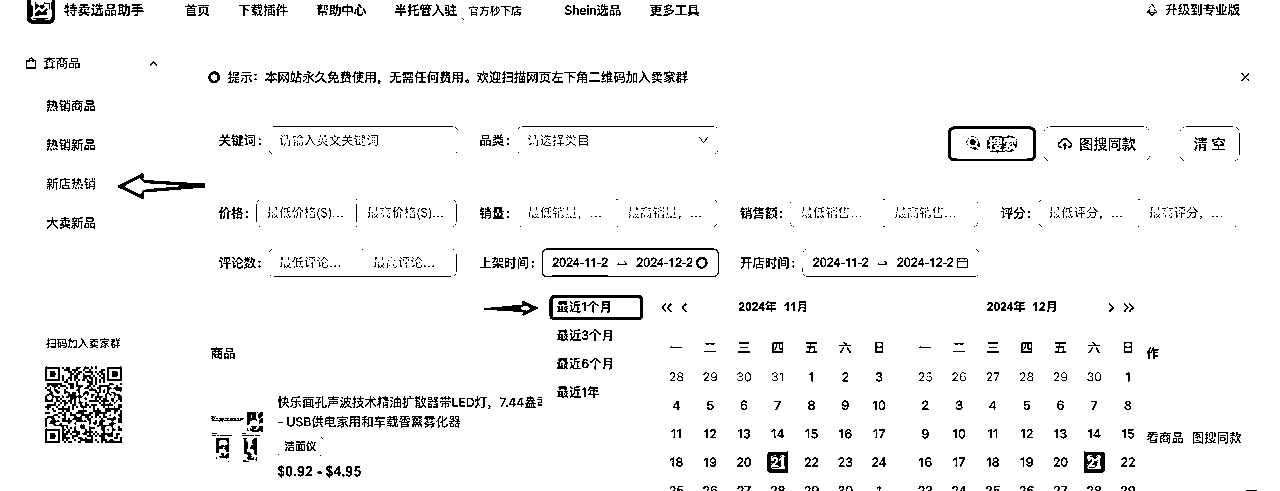 特卖选品助手 首页 下载插件 帮助中心 半托管入驻 官方秒下店 Shein选品 更多工具 升级到专业版
查商品
提示：本网站永久免费使用，无需任何费用。欢迎扫描网页左下角二维码加入卖家群
热销商品
热销新品
新店热销
大卖新品
关键词： 请输入英文关键词 品类： 请选择类目 搜索 图搜同款 清 空
价格： 最低价格($)... 最高价格($)... 销量： 最低销量，... 最高销量，... 销售额： 最低销售... 最高销售... 评分： 最低评分，... 最高评分，...
评论数： 最低评论... 最高评论... 上架时间： 2024-11-2 → 2024-12-2 开店时间： 2024-11-2 → 2024-12-2
最近1个月
最近3个月
最近6个月
最近1年
« ‹ 2024年 11月 2024年 12月 › »
一 二 三 四 五 六 日 一 二 三 四 五 六 日
28 29 30 31 1 2 3 25 26 27 28 29 30 1
4 5 6 7 8 9 10 2 3 4 5 6 7 8
11 12 13 14 15 16 17 9 10 11 12 13 14 15
18 19 20 21 22 23 24 16 17 18 19 20 21 22
25 26 27 28 29 30 1 23 24 25 26 27 28 29
扫码加入卖家群
商品
作
快乐面孔声波技术精油扩散器带LED灯，7.44盎司
- USB供电家用和车载香薰雾化器
洁面仪
$0.92 - $4.95
看商品 图搜同款